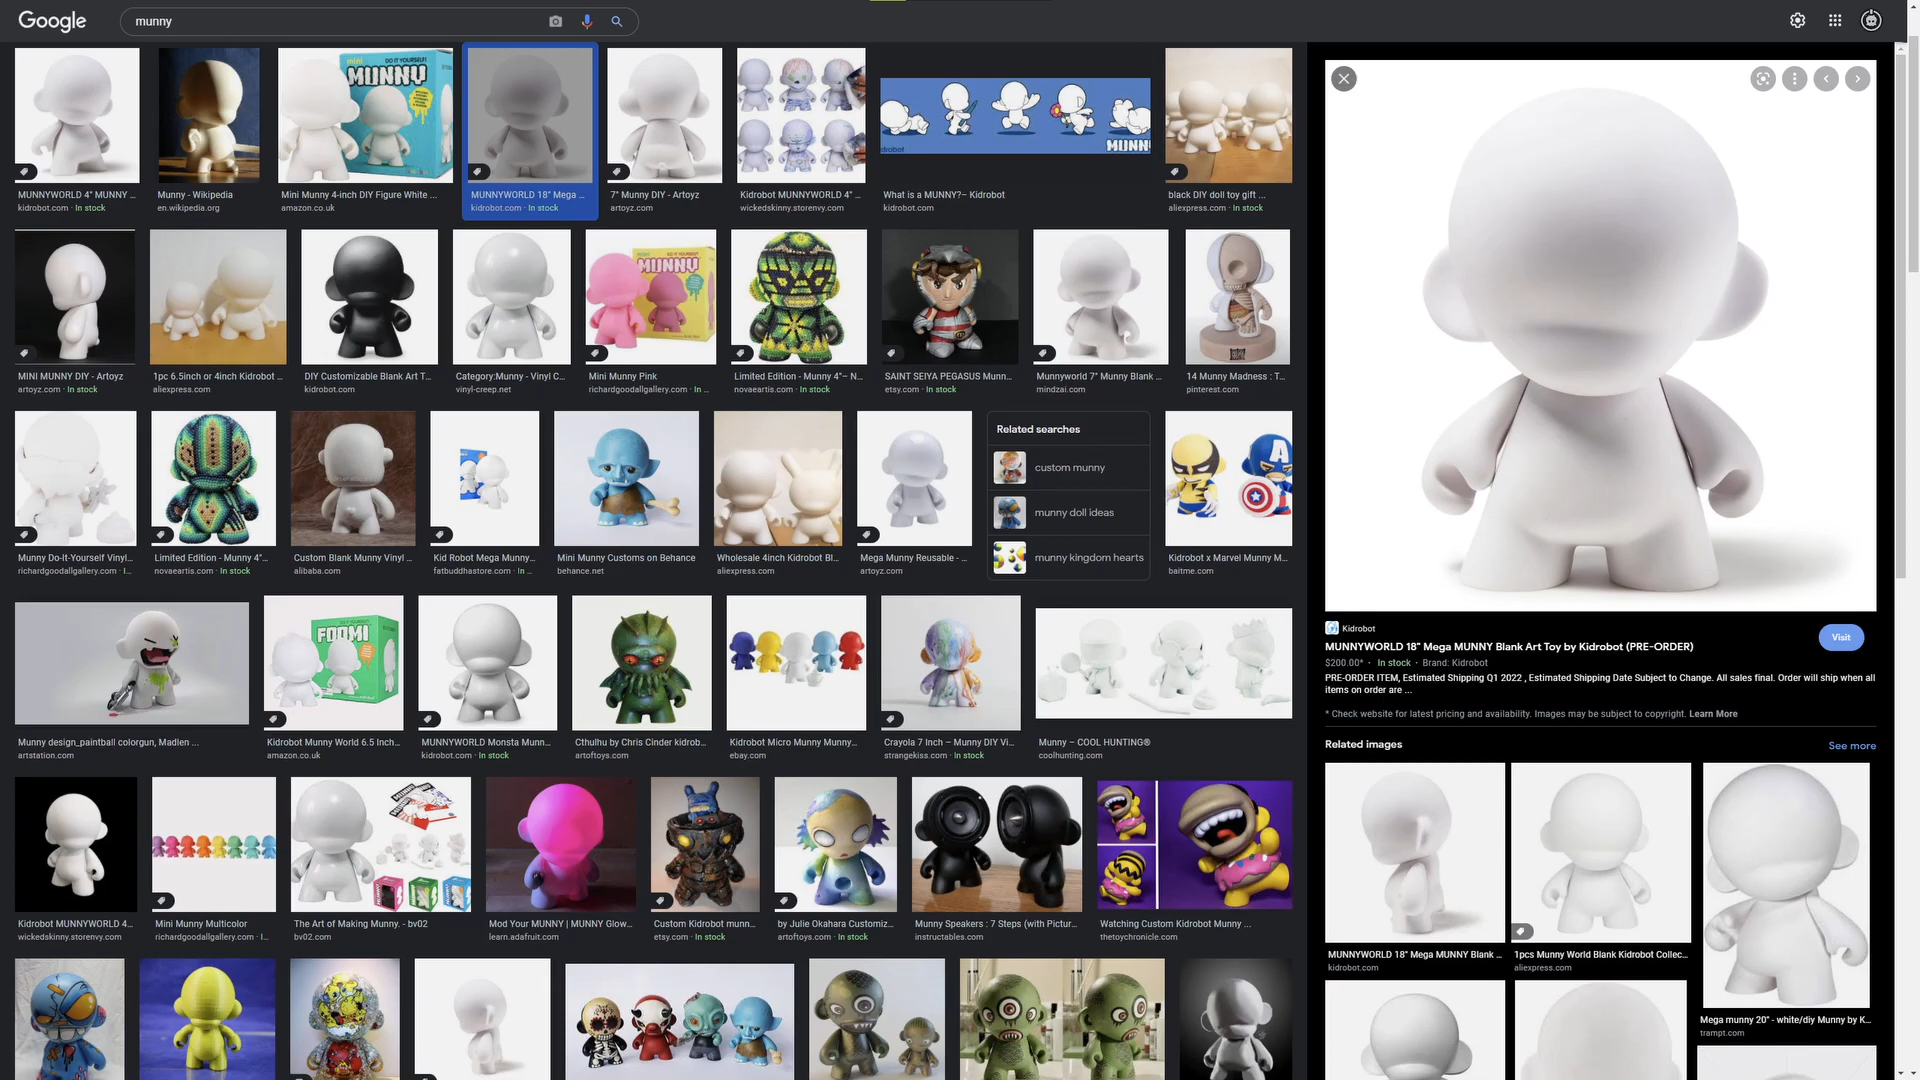 Google
munny
MUNNYWORLD 4" MUNNY ...
kidrobot.com · In stock
Munny - Wikipedia
en.wikipedia.org
mini
DO IT YOURSELF!
MUNNY
Mini Munny 4-inch DIY Figure White ...
amazon.co.uk
MUNNYWORLD 18" Mega ...
kidrobot.com · In stock
7" Munny DIY - Artoyz
artoyz.com
Kidrobot MUNNYWORLD 4" ...
wickedskinny.storenvy.com
idrobot
MUNN
What is a MUNNY?– Kidrobot
kidrobot.com
black DIY doll toy gift ...
aliexpress.com · In stock
MINI MUNNY DIY - Artoyz
artoyz.com · In stock
1pc 6.5inch or 4inch Kidrobot ...
aliexpress.com
DIY Customizable Blank Art T...
kidrobot.com
Category:Munny - Vinyl C...
vinyl-creep.net
MUNNY
Mini Munny Pink
richardgoodallgallery.com · In ...
Limited Edition - Munny 4"– N...
novaeartis.com · In stock
SAINT SEIYA PEGASUS Munn...
etsy.com · In stock
Munnyworld 7" Munny Blank ...
mindzai.com
14 Munny Madness : T...
pinterest.com
Munny Do-It-Yourself Vinyl...
richardgoodallgallery.com · I...
Limited Edition - Munny 4"...
novaeartis.com · In stock
Custom Blank Munny Vinyl ...
alibaba.com
Kid Robot Mega Munny...
fatbuddhastore.com · In ...
Mini Munny Customs on Behance
behance.net
Wholesale 4inch Kidrobot Bl...
aliexpress.com
Mega Munny Reusable - ...
artoyz.com
Related searches
custom munny
munny doll ideas
munny kingdom hearts
A
Kidrobot x Marvel Munny M...
baitme.com
Munny design_paintball colorgun, Madlen ...
artstation.com
FOOMI
Kidrobot Munny World 6.5 Inch...
amazon.co.uk
MUNNYWORLD Monsta Munn...
kidrobot.com · In stock
Cthulhu by Chris Cinder kidrob...
artoftoys.com
Kidrobot Micro Munny Munny...
ebay.com
Crayola 7 Inch – Munny DIY Vi...
strangekiss.com · In stock
Munny – COOL HUNTING®
coolhunting.com
Kidrobot MUNNYWORLD 4...
wickedskinny.storenvy.com
Mini Munny Multicolor
richardgoodallgallery.com · I...
The Art of Making Munny. - bv02
bv02.com
Mod Your MUNNY | MUNNY Glow...
learn.adafruit.com
Custom Kidrobot munn...
etsy.com · In stock
by Julie Okahara Customiz...
artoftoys.com · In stock
Munny Speakers : 7 Steps (with Pictur...
instructables.com
Watching Custom Kidrobot Munny ...
thetoychronicle.com
Kidrobot
MUNNYWORLD 18" Mega MUNNY Blank Art Toy by Kidrobot (PRE-ORDER)
Visit
$200.00* · In stock · Brand: Kidrobot
PRE-ORDER ITEM, Estimated Shipping Q1 2022 , Estimated Shipping Date Subject to Change. All sales final. Order will ship when all
items on order are ...
* Check website for latest pricing and availability. Images may be subject to copyright. Learn More
Related images
See more
MUNNYWORLD 18" Mega MUNNY Blank ...
kidrobot.com
1pcs Munny World Blank Kidrobot Collec...
aliexpress.com
Mega munny 20" - white/diy Munny by K...
trampt.com